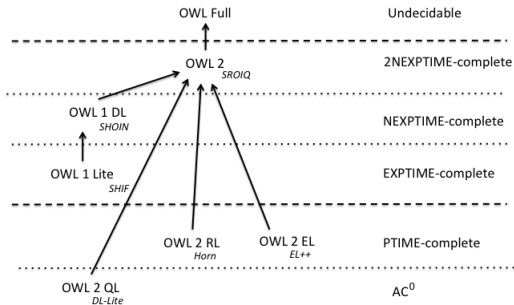 OWL Full Undecidable
OWL 2 2NEXPTIME-complete
SROIQ
OWL 1 DL NEXPTIME-complete
SHOIN
OWL 1 Lite EXPTIME-complete
SHIF
OWL 2 RL OWL 2 EL PTIME-complete
Horn EL++
OWL 2 QL AC0
DL-Lite